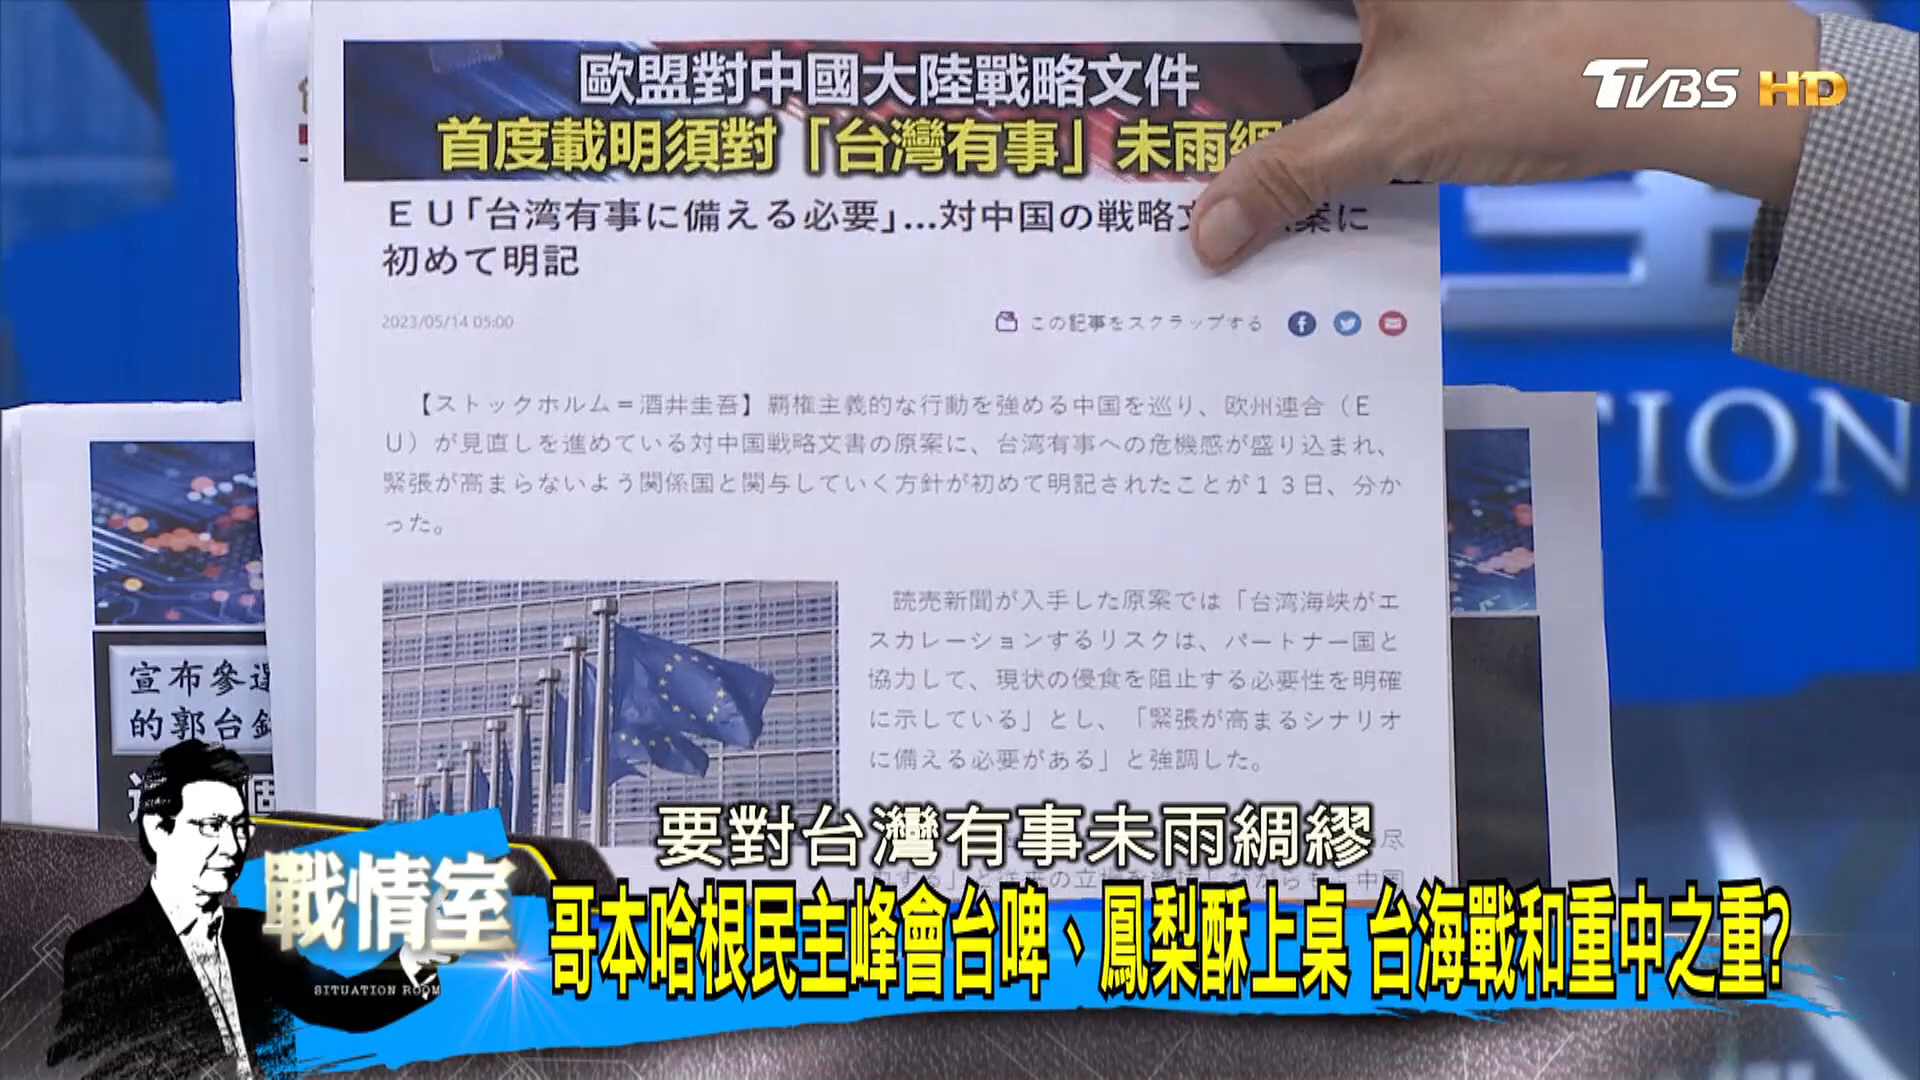 TVBS HD
歐盟對中國大陸戰略文件
首度載明須對「台灣有事」未雨綢
EU「台湾有事に備える必要」…対中国の戦略文 案に
初めて明記
2023/05/14 05:00
この記事をスクラップする
【ストックホルム=酒井圭吾】覇権主義的な行動を強める中国を巡り、欧州連合(E
U)が見直しを進めている対中国戦略文書の原案に、台湾有事への危機感が盛り込まれ、
緊張が高まらないよう関係国と関与していく方針が初めて明記されたことが13日、分か
った。
読売新聞が入手した原案では「台湾海峡がエ
スカレーションするリスクは、パートナー国と
協力して、現状の侵食を阻止する必要性を明確
に示している」とし、「緊張が高まるシナリオ
に備える必要がある」と強調した。
尽
中国
TION
宣布參選
的郭台銘
要對台灣有事未雨綢繆
戰情室
SITUATION ROOM
哥本哈根民主峰會台啤、鳳梨酥上桌 台海戰和重中之重?